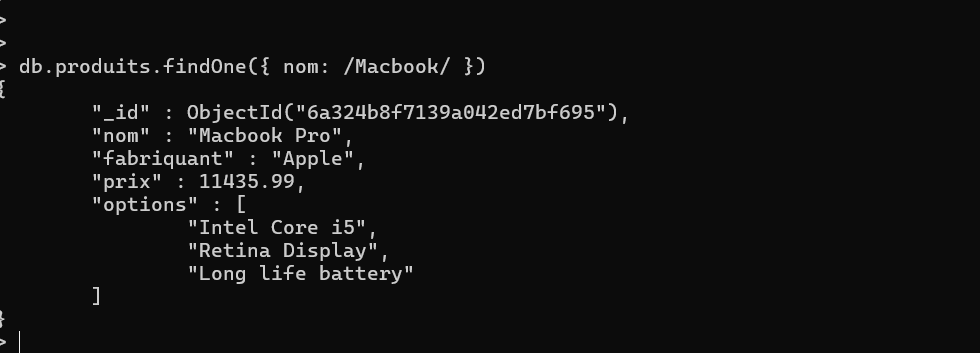 >
>
> db.produits.findOne({ nom: /Macbook/ })
{
"_id" : ObjectId("6a324b8f7139a042ed7bf695"),
"nom" : "Macbook Pro",
"fabriquant" : "Apple",
"prix" : 11435.99,
"options" : [
"Intel Core i5",
"Retina Display",
"Long life battery"
]
}
>